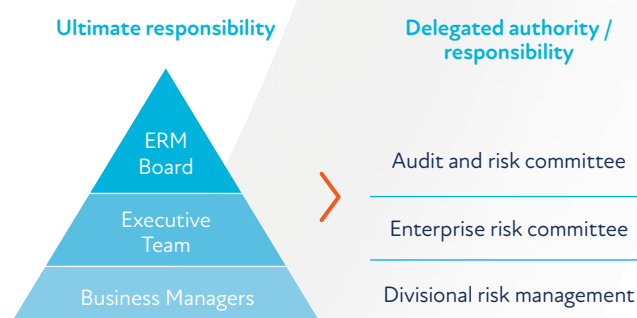 Ultimate responsibility
Delegated authority /
responsibility
ERM
Board
Audit and risk committee
Executive
Team
Enterprise risk committee
Business Managers
Divisional risk management